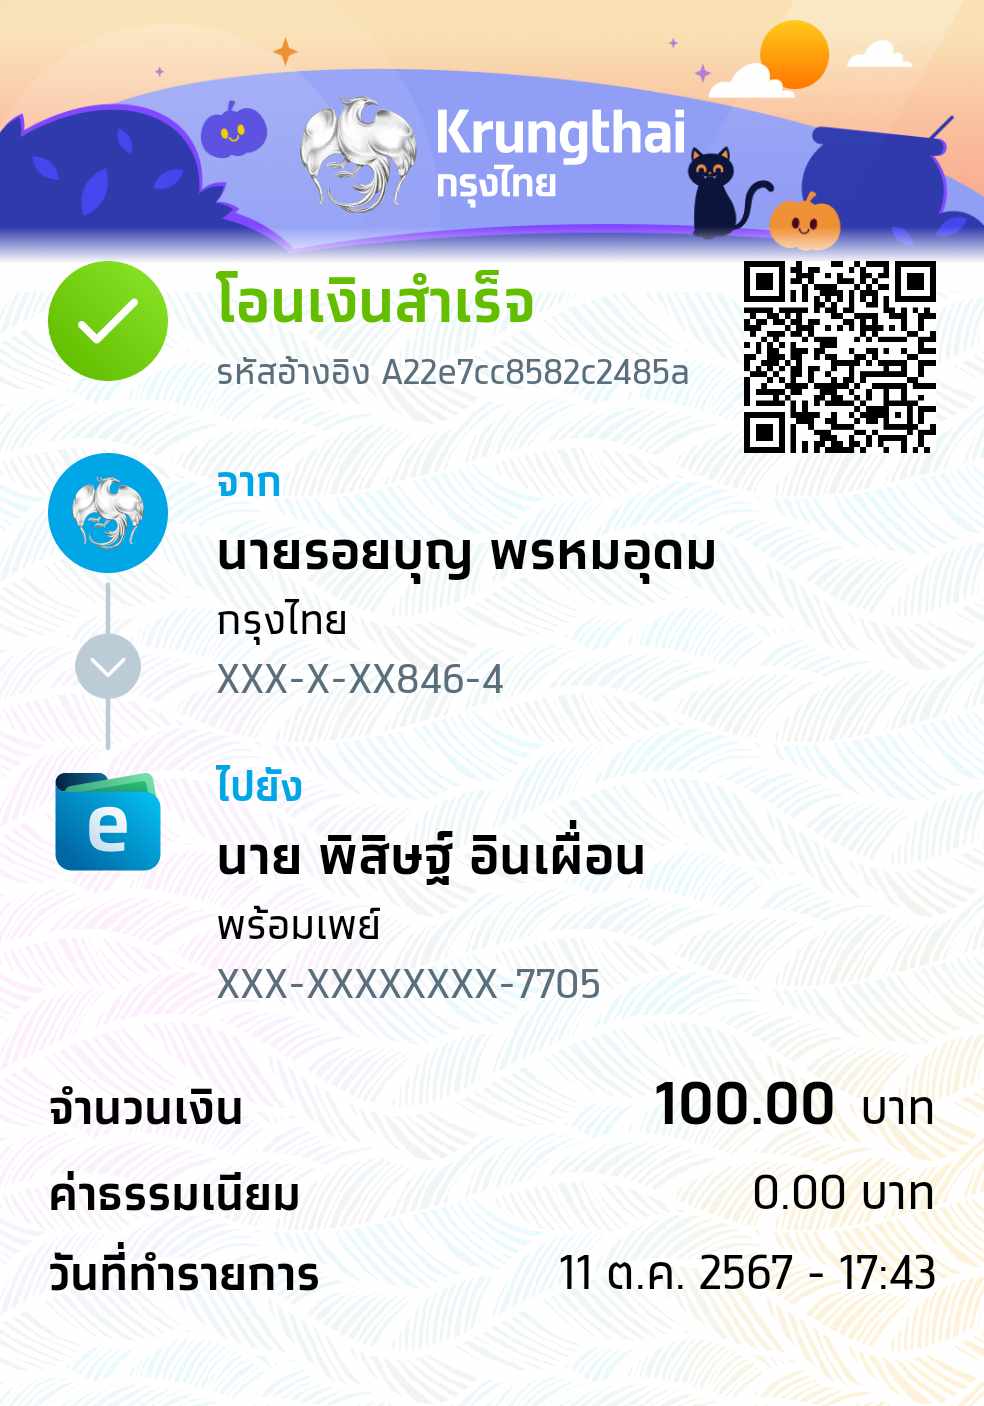 Krungthai
กรุงไทย
โอนเงินสำเร็จ
รหัสอ้างอิง A22e7cc8582c2485a
จาก
นายรอยบุญ พรหมอุดม
กรุงไทย
XXX-X-XX846-4
e
ไปยัง
นาย พิสิษฐ์ อินเผื่อน
พร้อมเพย์
XXX-XXXXXXXX-7705
จำนวนเงิน 100.00 บาท
ค่าธรรมเนียม 0.00 บาท
วันที่ทำรายการ 11 ต.ค. 2567 - 17:43